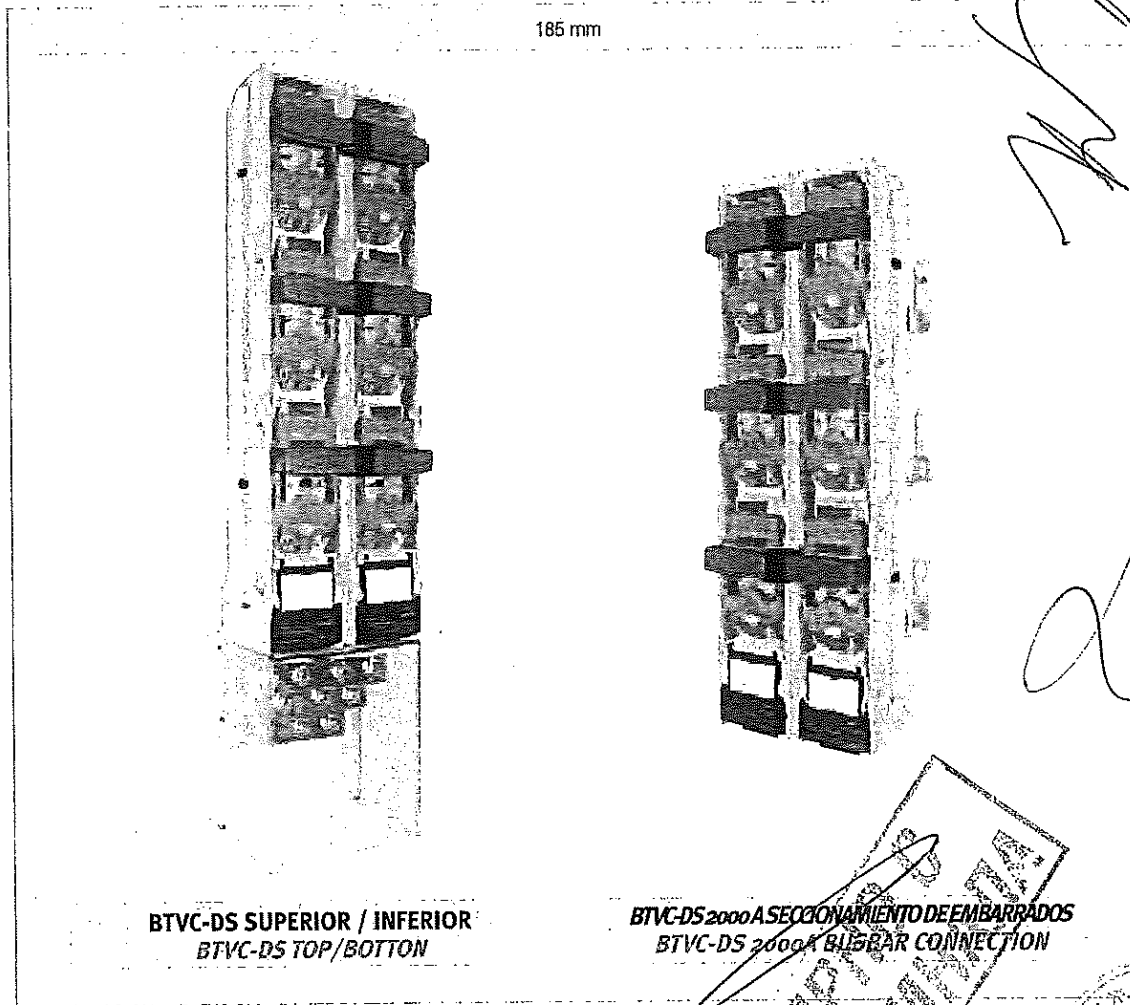 185 mm
BTVC-DS SUPERIOR / INFERIOR
BTVC-DS TOP/BOTTON
BTVC-DS 2000 A SECCIONAMIENTO DE EMBARRADOS
BTVC-DS 2000A BUSBAR CONNECTION